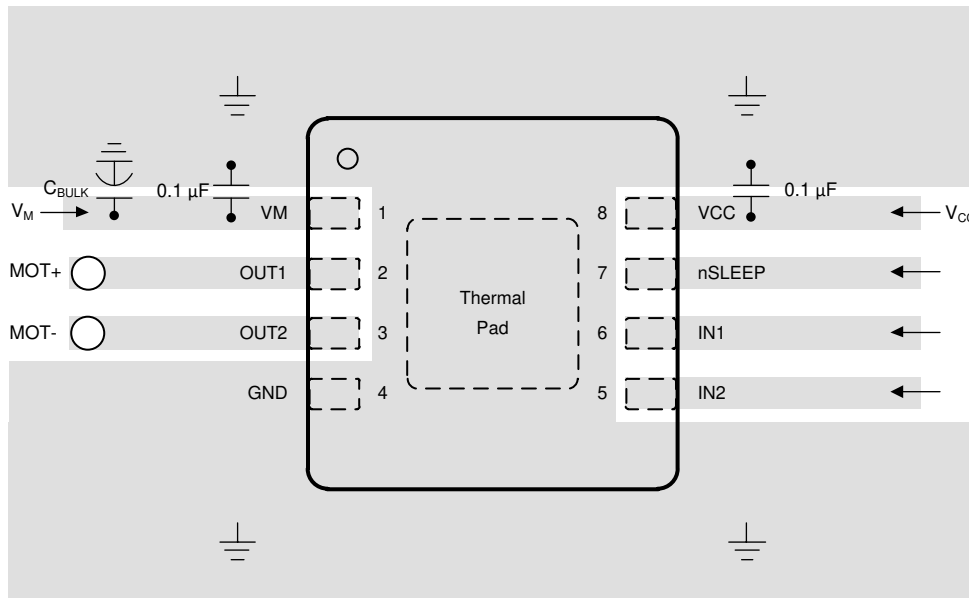 C_BULK 0.1 µF 0.1 µF
V_M VM 1 8 VCC V_CC
MOT+ OUT1 2 7 nSLEEP
Thermal
Pad
MOT- OUT2 3 6 IN1
GND 4 5 IN2